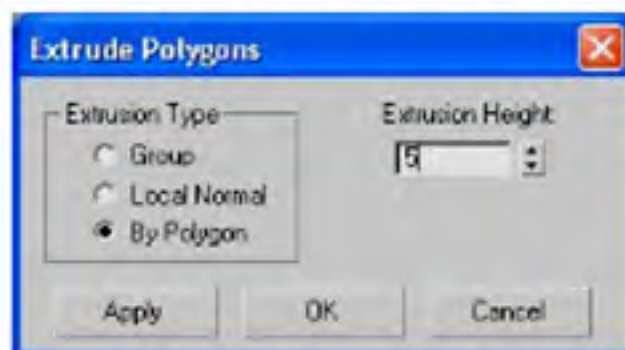 Extrude Polygons
Extrusion Type
Group
Local Normal
By Polygon
Extrusion Height:
5
Apply
OK
Cancel